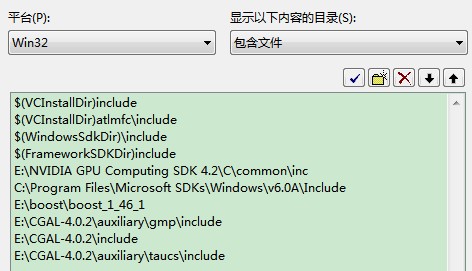 平台(P):
显示以下内容的目录(S):
Win32
包含文件
$(VCInstallDir)include
$(VCInstallDir)atlmfc\include
$(WindowsSdkDir)\include
$(FrameworkSDKDir)include
E:\NVIDIA GPU Computing SDK 4.2\C\common\inc
C:\Program Files\Microsoft SDKs\Windows\v6.0A\Include
E:\boost\boost_1_46_1
E:\CGAL-4.0.2\auxiliary\gmp\include
E:\CGAL-4.0.2\include
E:\CGAL-4.0.2\auxiliary\taucs\include